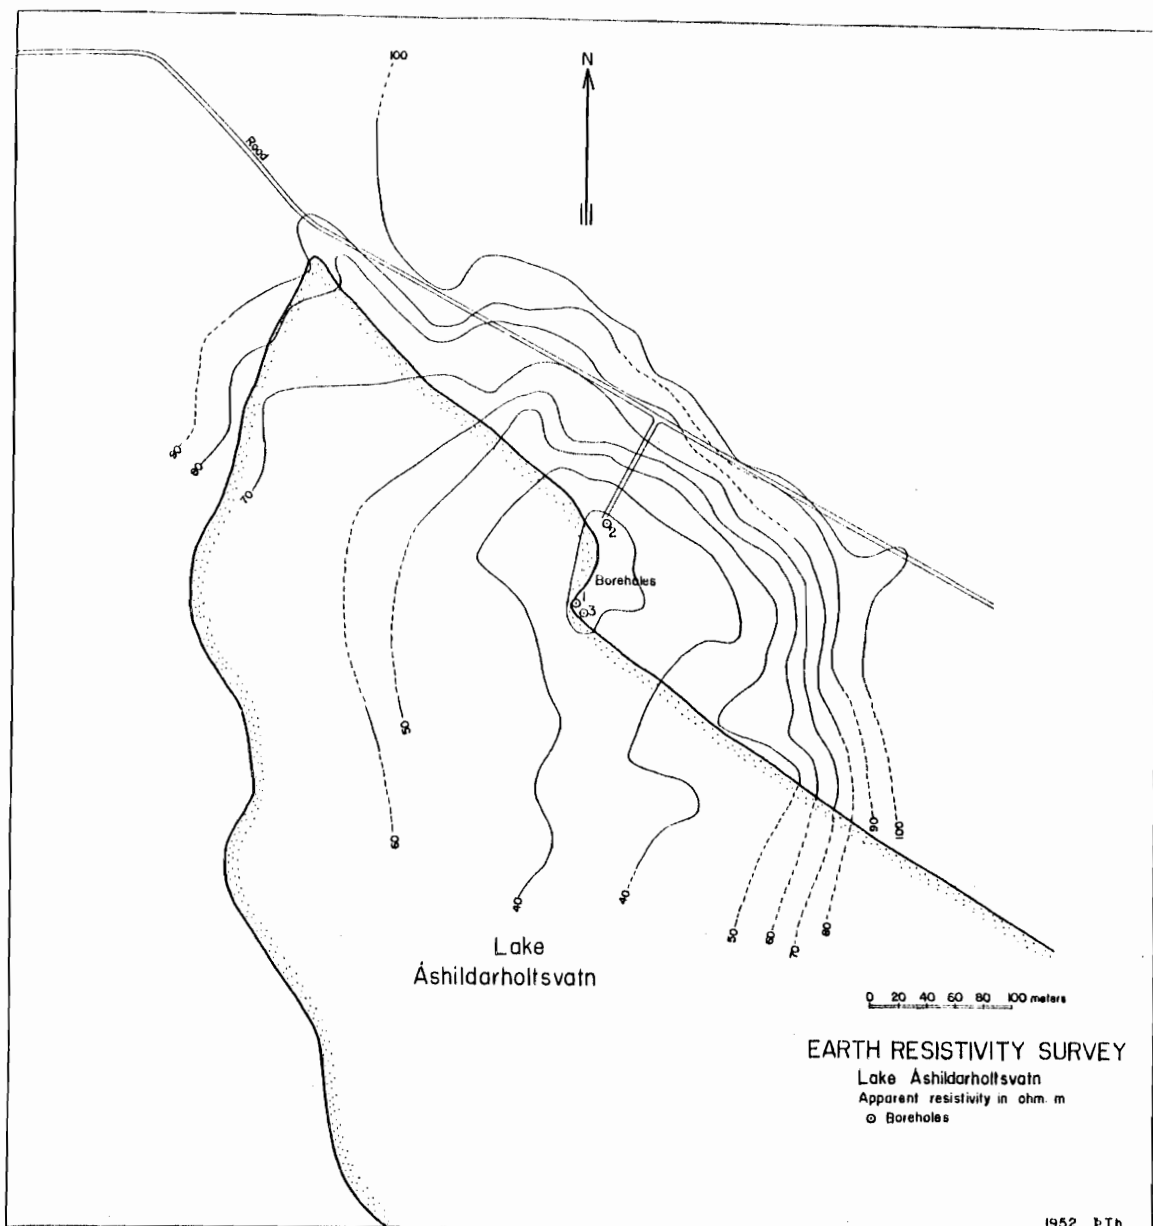 100
N
Road
90
80
70
2
Boreholes
1
3
50
60
40
40
50
60
70
80
90
100
Lake
Áshildarholtsvatn
0 20 40 60 80 100 meters
EARTH RESISTIVITY SURVEY
Lake Áshildarholtsvatn
Apparent resistivity in ohm. m
⊙ Boreholes
1952 Þ.Th.